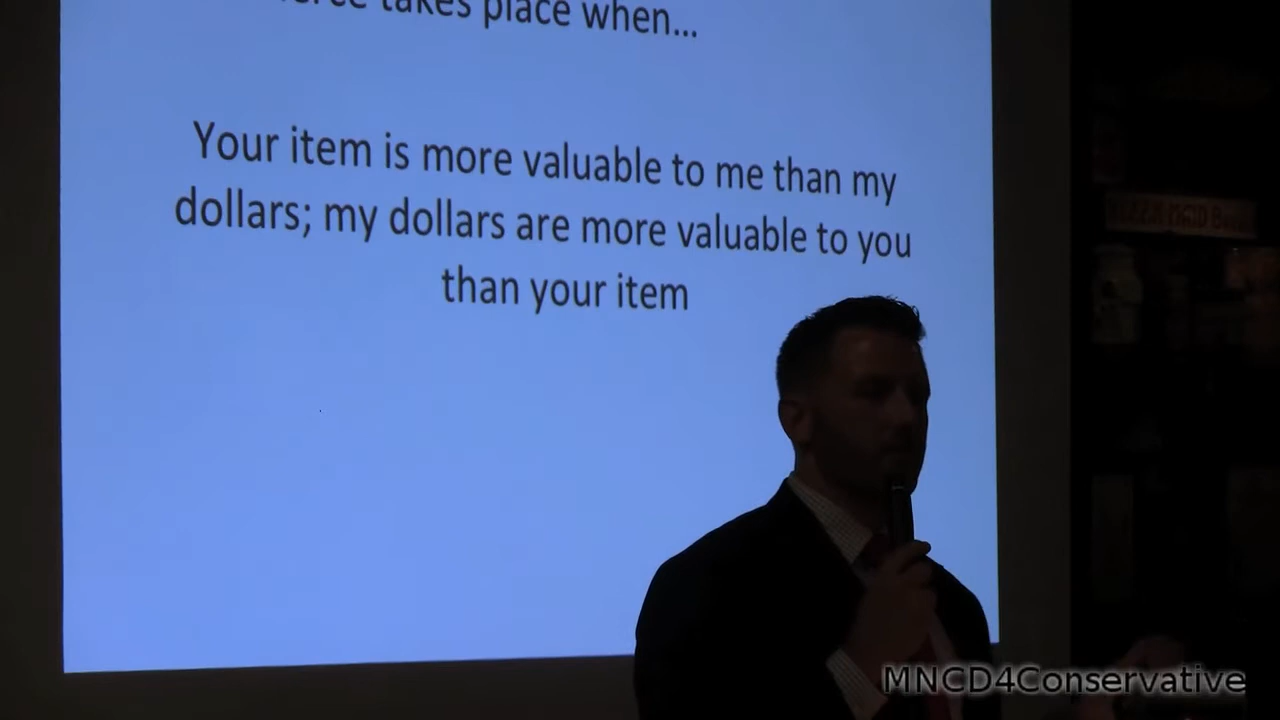 takes place when...
Your item is more valuable to me than my
dollars; my dollars are more valuable to you
than your item
MNCD4Conservative